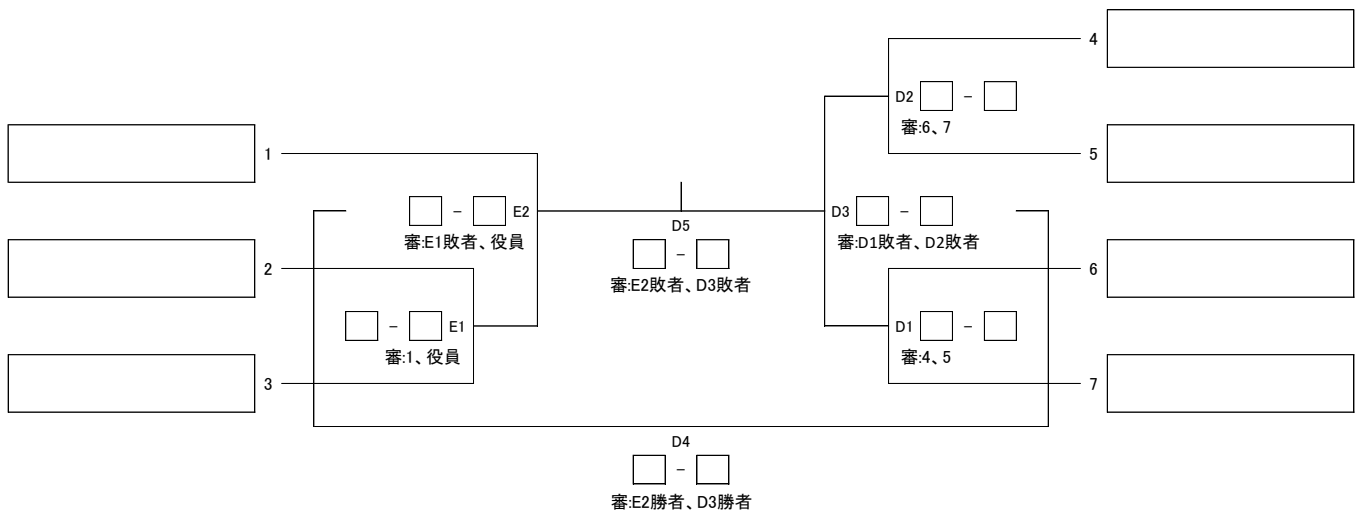 4
D2 -
審:6、7
1
5
- E2
D5
D3 -
審:E1敗者、役員
-
審:D1敗者、D2敗者
2
6
審:E2敗者、D3敗者
- E1
D1 -
審:1、役員
審:4、5
3
7
D4
-
審:E2勝者、D3勝者